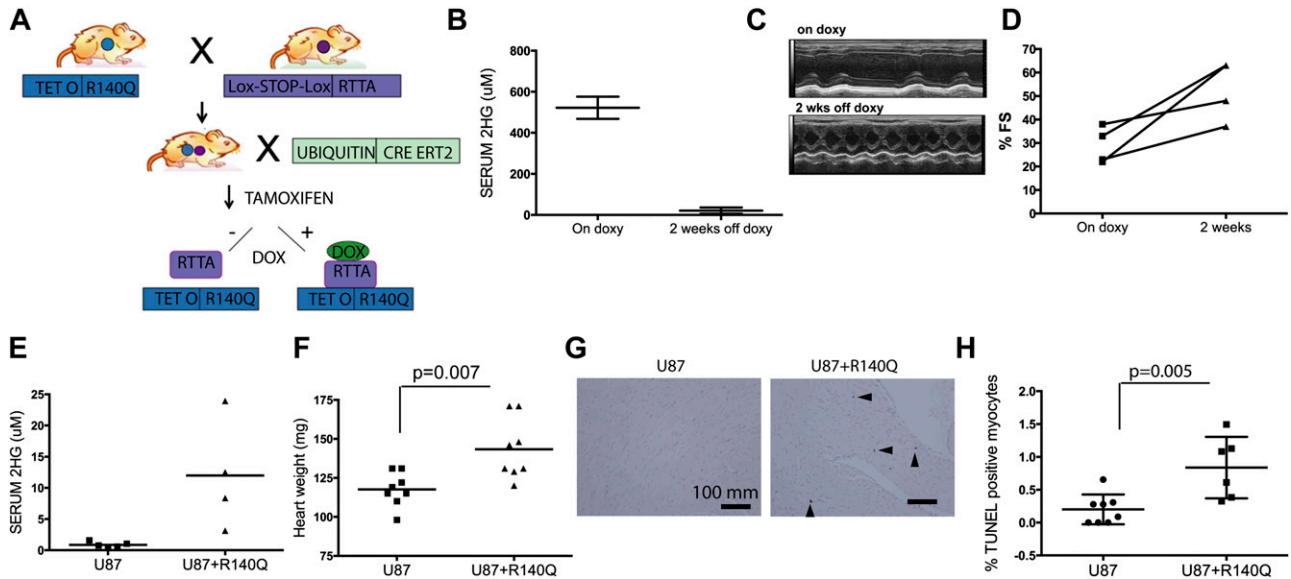 A
X
TET O R140Q
Lox-STOP-Lox RTTA
X
UBIQUITIN CRE ERT2
TAMOXIFEN
- +
DOX
RTTA
DOX
RTTA
TET O R140Q
TET O R140Q
B
SERUM 2HG (uM)
800
600
400
200
0
On doxy
2 weeks off doxy
C
on doxy
2 wks off doxy
D
% FS
70
60
50
40
30
20
10
0
On doxy
2 weeks
E
SERUM 2HG (uM)
25
20
15
10
5
0
U87
U87+R140Q
F
p=0.007
Heart weight (mg)
175
150
125
100
75
U87
U87+R140Q
G
U87
U87+R140Q
100 mm
H
p=0.005
% TUNEL positive myocytes
2.0
1.5
1.0
0.5
0.0
-0.5
U87
U87+R140Q